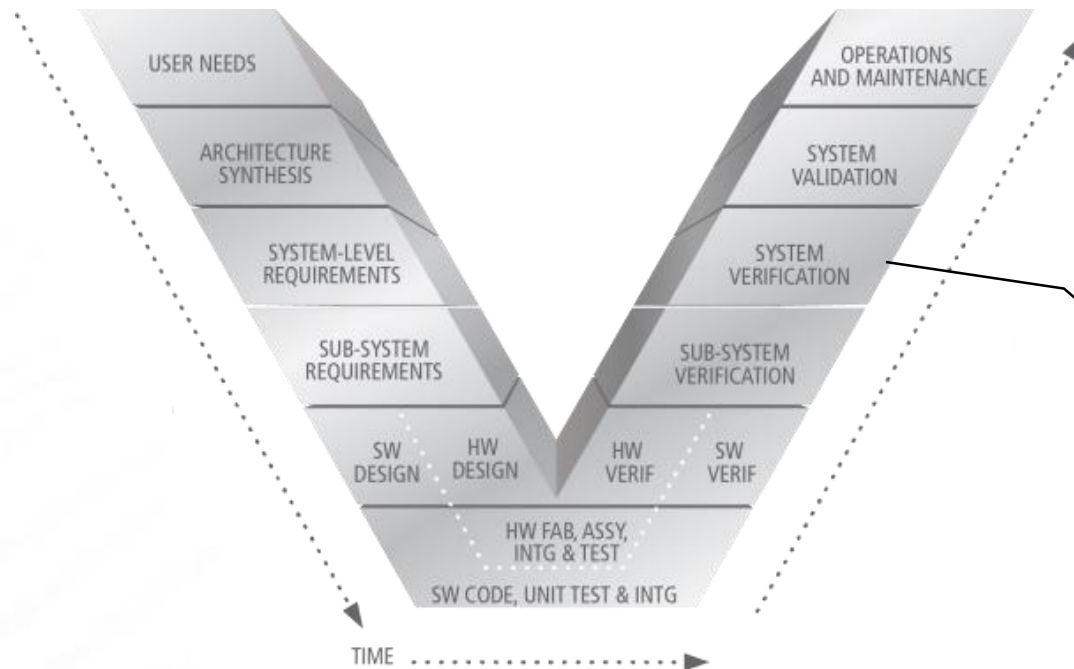 USER NEEDS
ARCHITECTURE
SYNTHESIS
SYSTEM-LEVEL
REQUIREMENTS
SUB-SYSTEM
REQUIREMENTS
SW
DESIGN
HW
DESIGN
HW FAB, ASSY,
INTG & TEST
SW CODE, UNIT TEST & INTG
HW
VERIF
SW
VERIF
SUB-SYSTEM
VERIFICATION
SYSTEM
VERIFICATION
SYSTEM
VALIDATION
OPERATIONS
AND MAINTENANCE
TIME